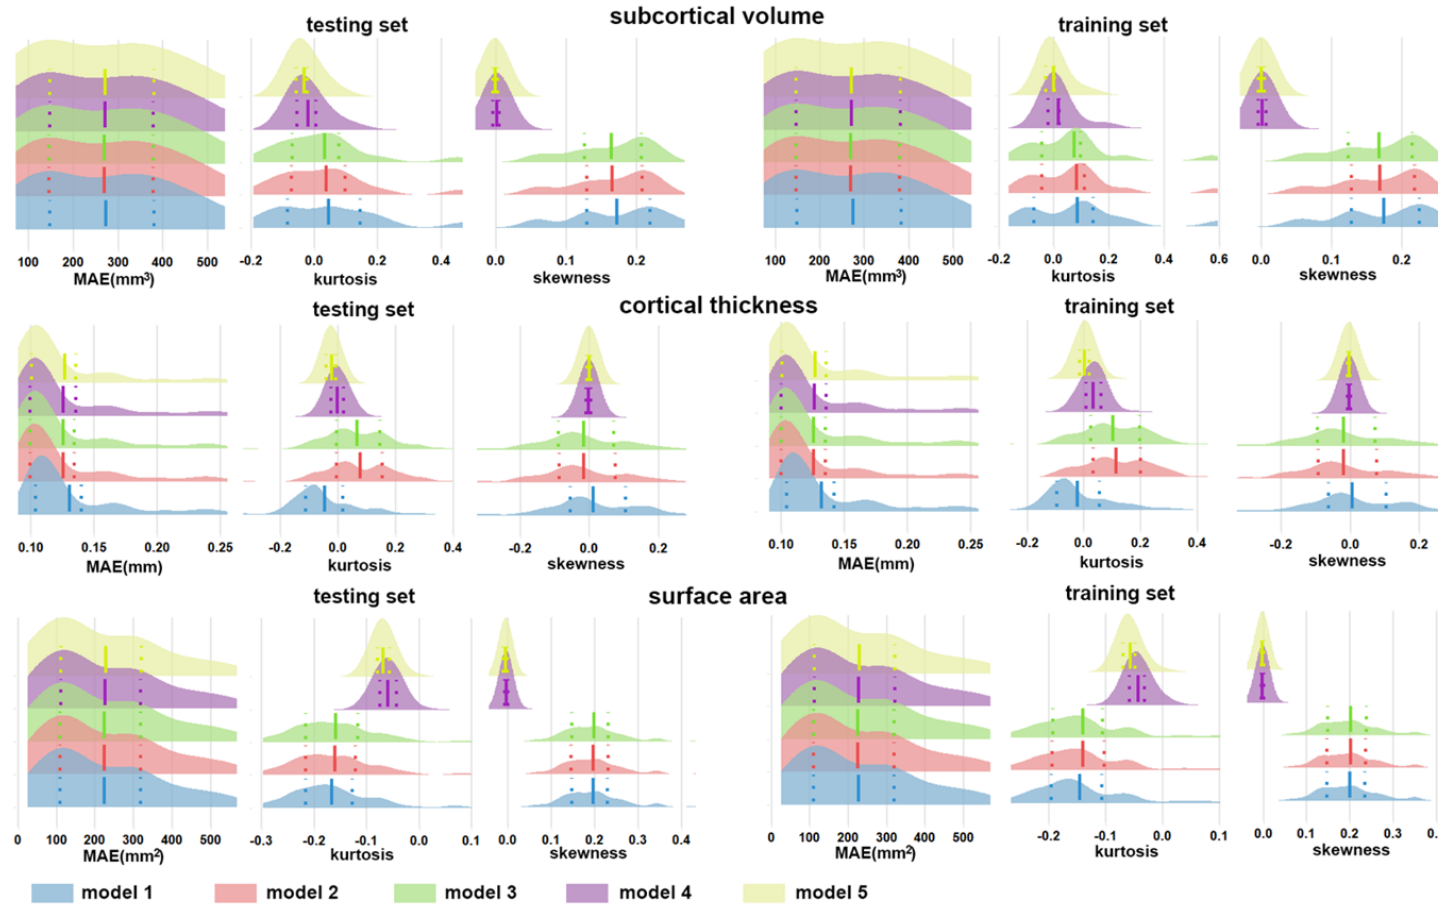 subcortical volume
testing set
training set
100 200 300 400 500
-0.2 0.0 0.2 0.4
0.0 0.1 0.2
100 200 300 400 500
-0.2 0.0 0.2 0.4 0.6
0.0 0.1 0.2
MAE(mm³)
kurtosis
skewness
MAE(mm³)
kurtosis
skewness
cortical thickness
testing set
training set
0.10 0.15 0.20 0.25
-0.2 0.0 0.2 0.4
-0.2 0.0 0.2
0.10 0.15 0.20 0.25
-0.2 0.0 0.2 0.4
-0.2 0.0 0.2
MAE(mm)
kurtosis
skewness
MAE(mm)
kurtosis
skewness
surface area
testing set
training set
0 100 200 300 400 500
-0.3 -0.2 -0.1 0.0 0.1
0.0 0.1 0.2 0.3 0.4
0 100 200 300 400 500
-0.2 -0.1 0.0 0.1
0.0 0.1 0.2 0.3
MAE(mm²)
kurtosis
skewness
MAE(mm²)
kurtosis
skewness
model 1
model 2
model 3
model 4
model 5